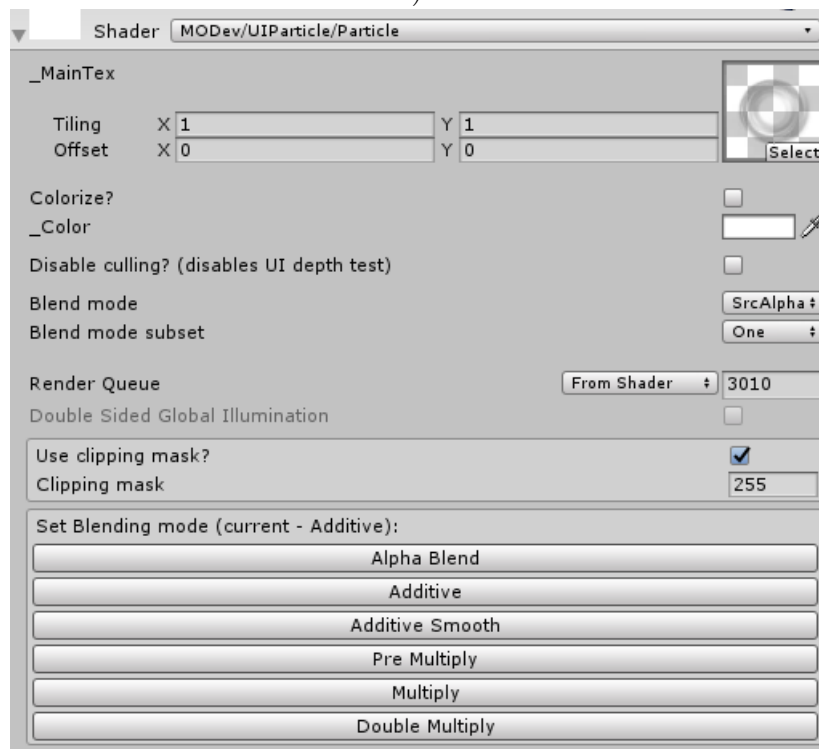 Shader MODev/UIParticle/Particle
_MainTex
Tiling X 1 Y 1
Offset X 0 Y 0
Select
Colorize?
_Color
Disable culling? (disables UI depth test)
Blend mode SrcAlpha
Blend mode subset One
Render Queue From Shader 3010
Double Sided Global Illumination
Use clipping mask?
Clipping mask 255
Set Blending mode (current - Additive):
Alpha Blend
Additive
Additive Smooth
Pre Multiply
Multiply
Double Multiply